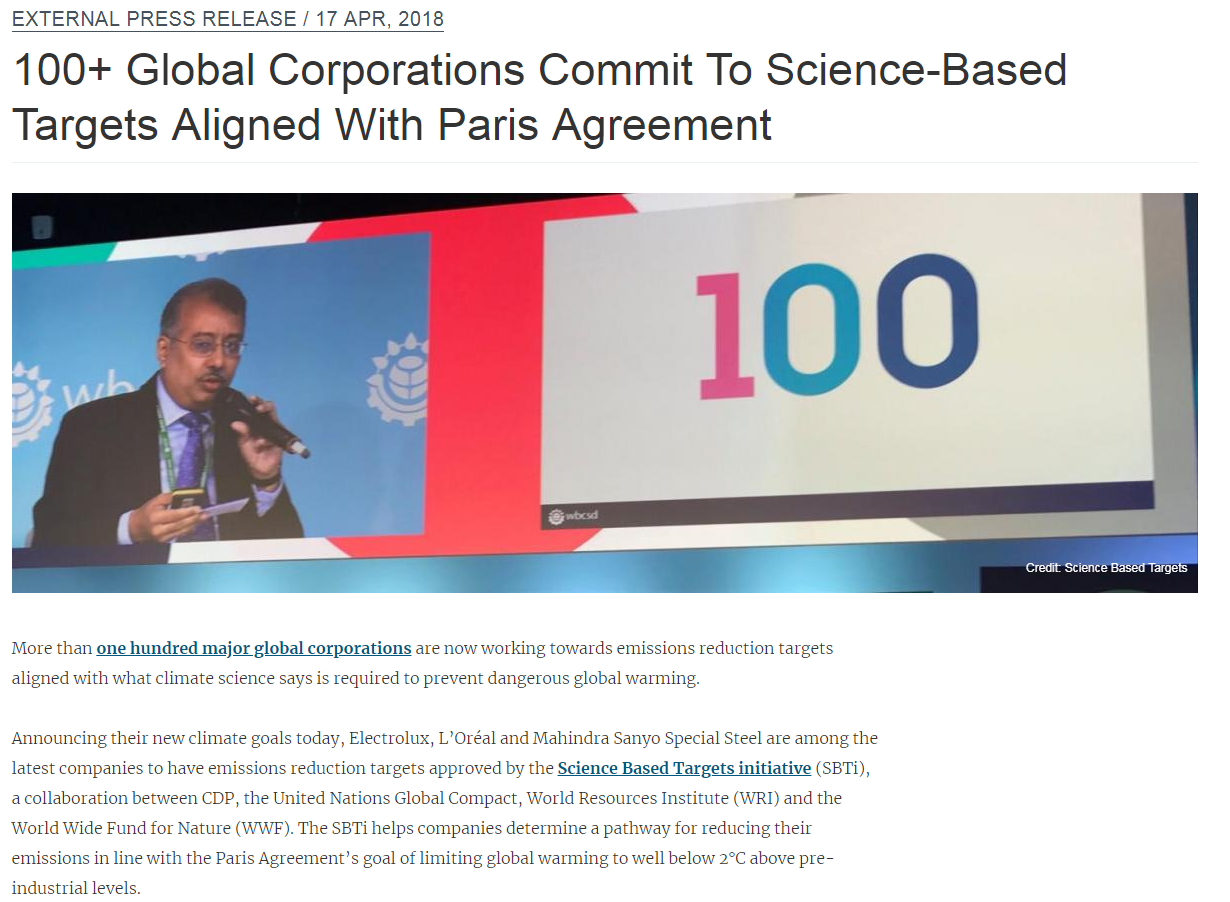 EXTERNAL PRESS RELEASE / 17 APR, 2018
100+ Global Corporations Commit To Science-Based
Targets Aligned With Paris Agreement
100
wbcsd
Credit: Science Based Targets
More than one hundred major global corporations are now working towards emissions reduction targets
aligned with what climate science says is required to prevent dangerous global warming.
Announcing their new climate goals today, Electrolux, L’Oréal and Mahindra Sanyo Special Steel are among the
latest companies to have emissions reduction targets approved by the Science Based Targets initiative (SBTi),
a collaboration between CDP, the United Nations Global Compact, World Resources Institute (WRI) and the
World Wide Fund for Nature (WWF). The SBTi helps companies determine a pathway for reducing their
emissions in line with the Paris Agreement’s goal of limiting global warming to well below 2°C above pre-
industrial levels.